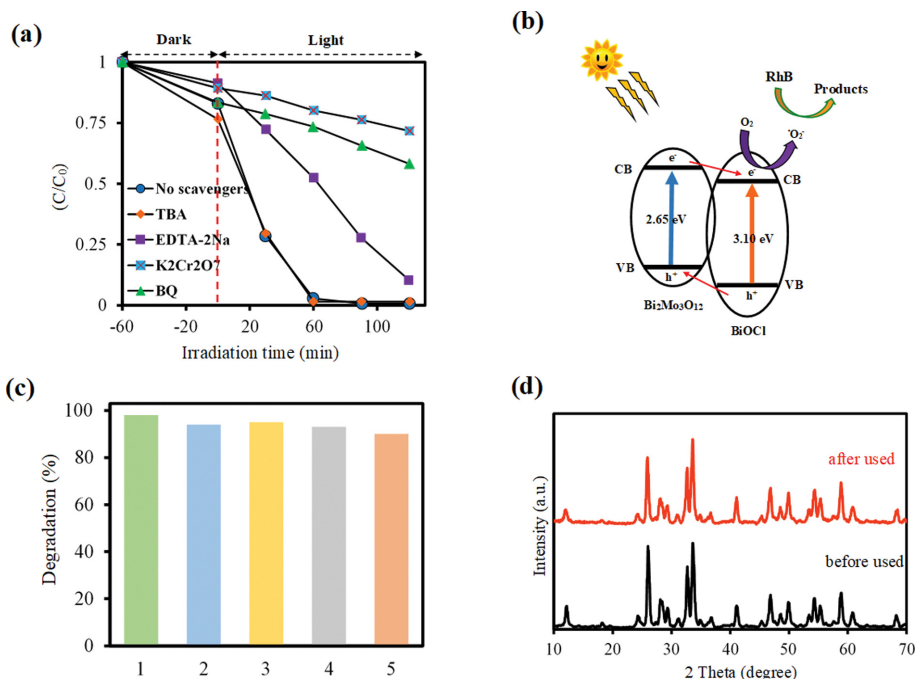 (a)
Dark
Light
1
0.75
0.5
0.25
0
(C/C₀)
No scavengers
TBA
EDTA-2Na
K2Cr2O7
BQ
-60
-20
20
60
100
Irradiation time (min)
(b)
RhB
Products
O₂
·O₂⁻
e⁻
e⁻
CB
CB
2.65 eV
3.10 eV
VB
VB
h⁺
h⁺
Bi₂Mo₃O₁₂
BiOCl
(c)
100
80
60
40
20
0
Degradation (%)
1
2
3
4
5
(d)
after used
before used
Intensity (a.u.)
10
20
30
40
50
60
70
2 Theta (degree)